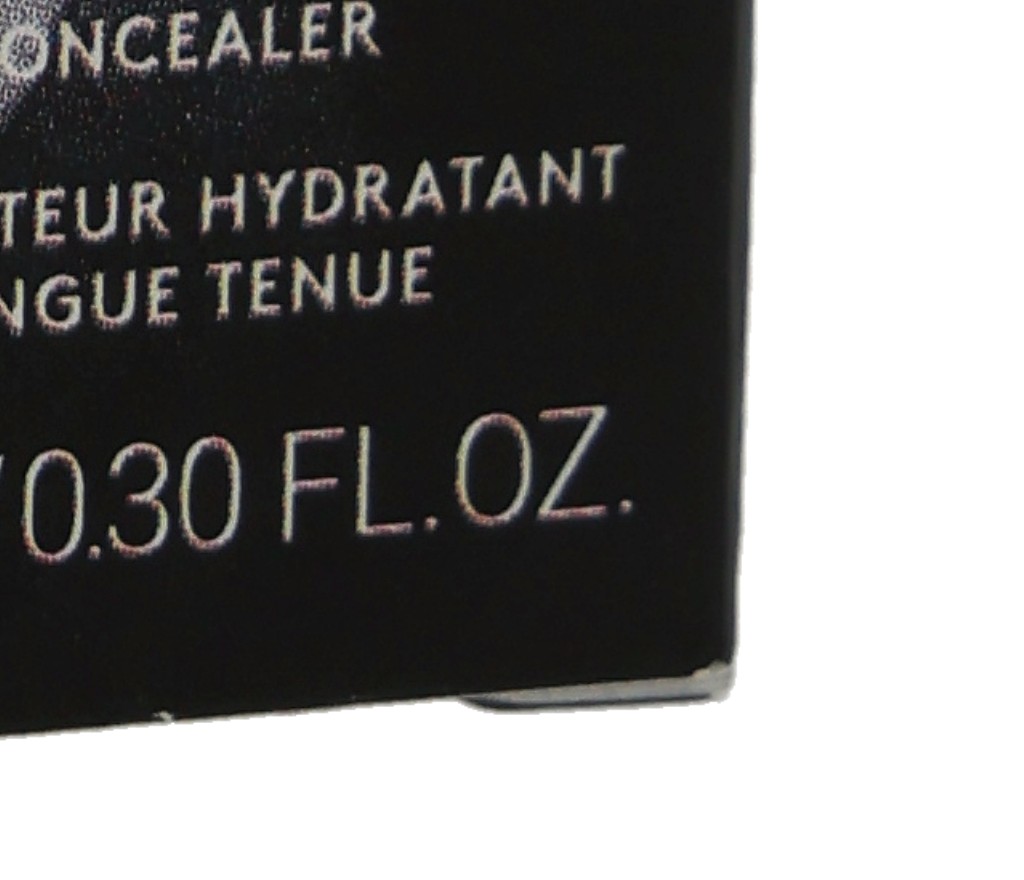 ONCEALER
TEUR HYDRATANT
NGUE TENUE
/0.30 FL.OZ.